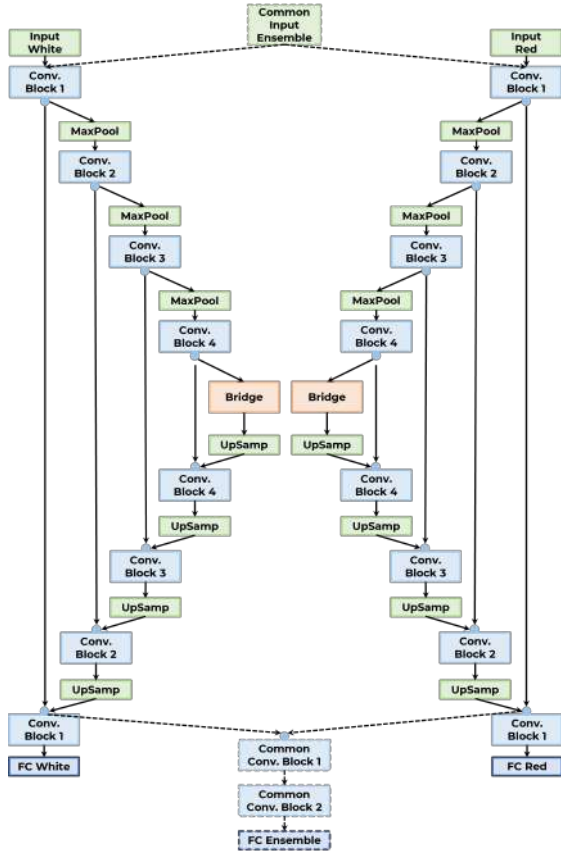 Common
Input
Ensemble
Input
White
Input
Red
Conv.
Block 1
Conv.
Block 1
MaxPool
MaxPool
Conv.
Block 2
Conv.
Block 2
MaxPool
MaxPool
Conv.
Block 3
Conv.
Block 3
MaxPool
MaxPool
Conv.
Block 4
Conv.
Block 4
Bridge
Bridge
UpSamp
UpSamp
Conv.
Block 4
Conv.
Block 4
UpSamp
UpSamp
Conv.
Block 3
Conv.
Block 3
UpSamp
UpSamp
Conv.
Block 2
Conv.
Block 2
UpSamp
UpSamp
Conv.
Block 1
Conv.
Block 1
Common
Conv. Block 1
FC White
FC Red
Common
Conv. Block 2
FC Ensemble